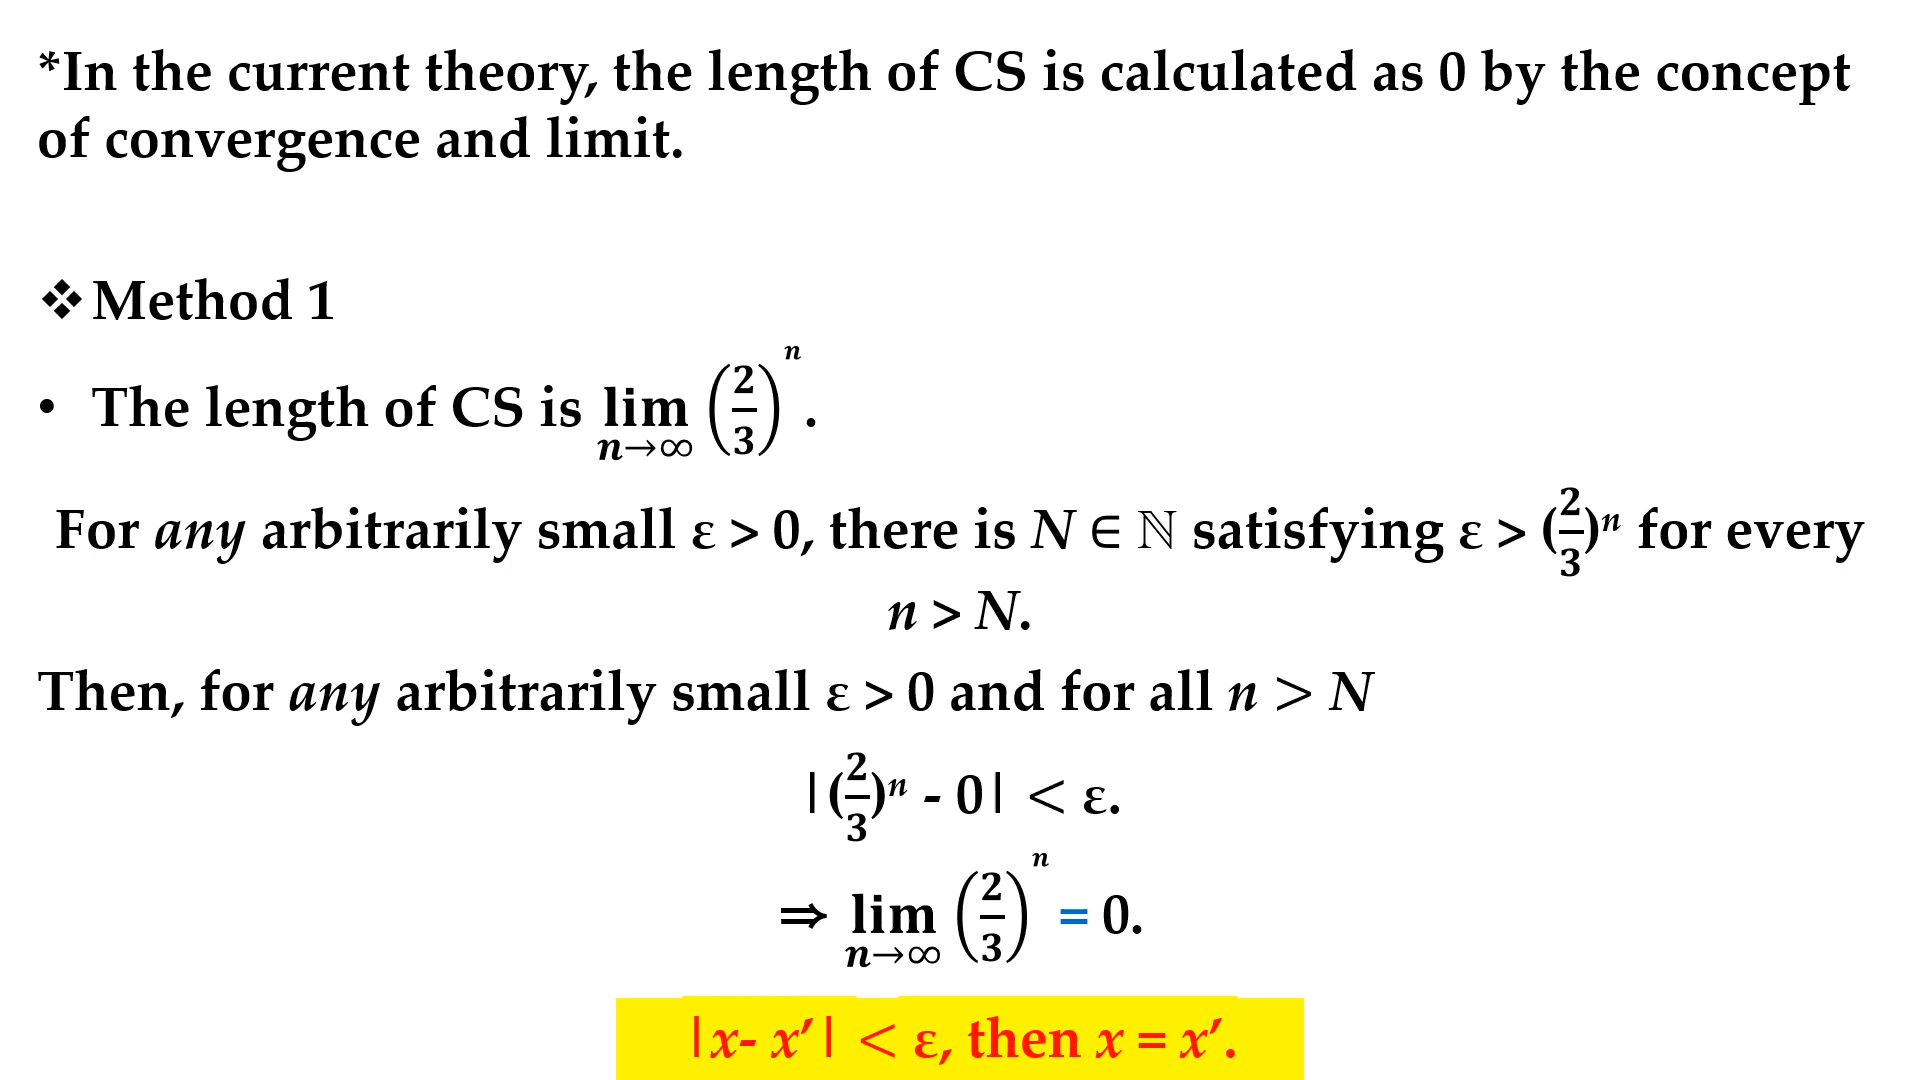 *In the current theory, the length of CS is calculated as 0 by the concept
of convergence and limit.
❖ Method 1
• The length of CS is lim n→∞ (2/3)ⁿ.
For any arbitrarily small ε > 0, there is N ∈ ℕ satisfying ε > (2/3)ⁿ for every
n > N.
Then, for any arbitrarily small ε > 0 and for all n > N
|(2/3)ⁿ - 0| < ε.
⇒ lim n→∞ (2/3)ⁿ = 0.
|x- x′| < ε, then x = x′.